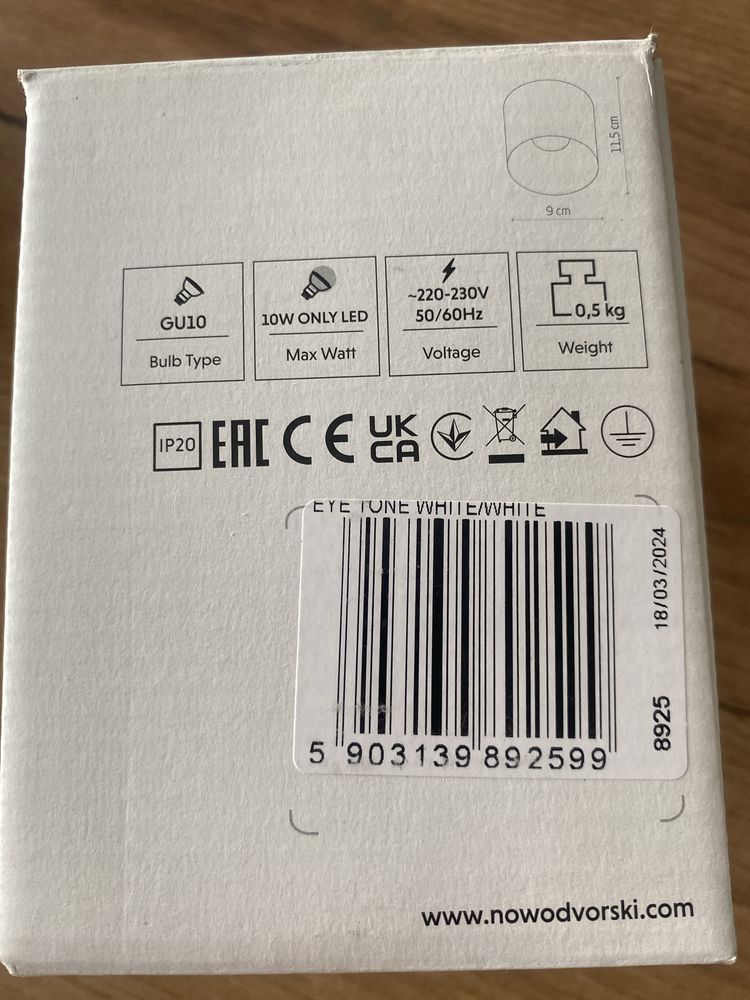 11,5 cm
9 cm
GU10
Bulb Type
10W ONLY LED
Max Watt
~220-230V
50/60Hz
Voltage
0,5 kg
Weight
IP20
EAC
CE
UK
CA
EYE TONE WHITE/WHITE
18/03/2024
8925
5 903139 892599
www.nowodvorski.com